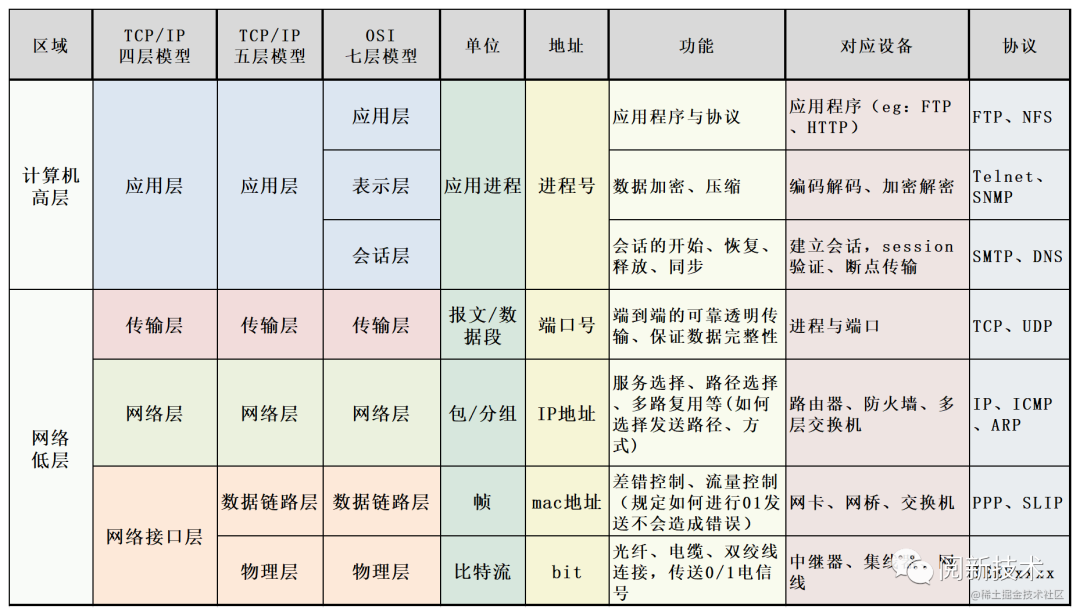 区域
TCP/IP
四层模型
TCP/IP
五层模型
OSI
七层模型
单位
地址
功能
对应设备
协议
计算机
高层
应用层
应用层
应用层
应用进程
进程号
应用程序与协议
应用程序（eg：FTP
、HTTP）
FTP、NFS
表示层
数据加密、压缩
编码解码、加密解密
Telnet、
SNMP
会话层
会话的开始、恢复、
释放、同步
建立会话，session
验证、断点传输
SMTP、DNS
网络
低层
传输层
传输层
传输层
报文/数
据段
端口号
端到端的可靠透明传
输、保证数据完整性
进程与端口
TCP、UDP
网络层
网络层
网络层
包/分组
IP地址
服务选择、路径选择
、多路复用等(如何
选择发送路径、方
式)
路由器、防火墙、多
层交换机
IP、ICMP
、ARP
网络接口层
数据链路层
数据链路层
帧
mac地址
差错控制、流量控制
（规定如何进行01发
送不会造成错误）
网卡、网桥、交换机
PPP、SLIP
物理层
物理层
比特流
bit
光纤、电缆、双绞线
连接，传送0/1电信
号
中继器、集线
线
阅新技术
@稀土掘金技术社区